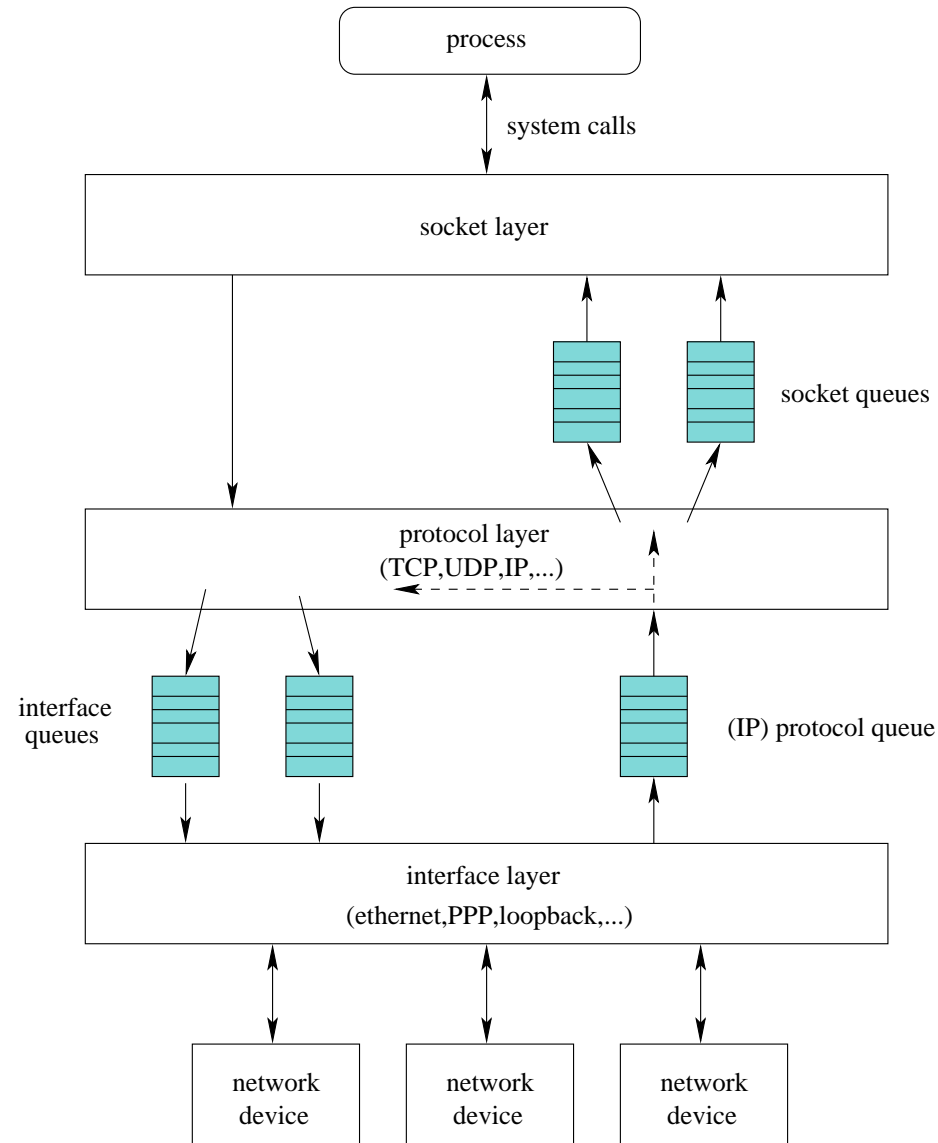 process
system calls
socket layer
socket queues
protocol layer
(TCP,UDP,IP,...)
interface
queues
(IP) protocol queue
interface layer
(ethernet,PPP,loopback,...)
network
device
network
device
network
device